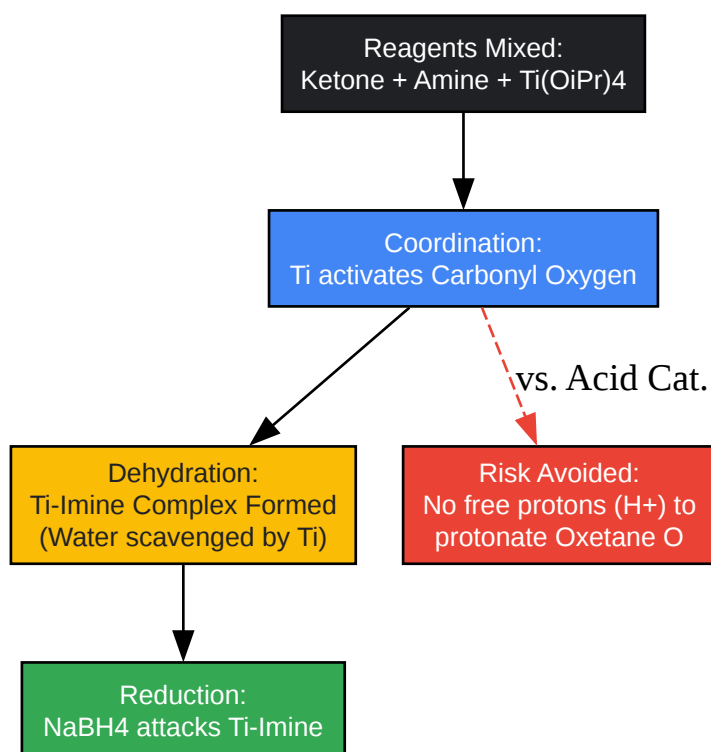 Reagents Mixed:
Ketone + Amine + Ti(OiPr)4
Coordination:
Ti activates Carbonyl Oxygen
vs. Acid Cat.
Dehydration:
Ti-Imine Complex Formed
(Water scavenged by Ti)
Risk Avoided:
No free protons (H+) to
protonate Oxetane O
Reduction:
NaBH4 attacks Ti-Imine